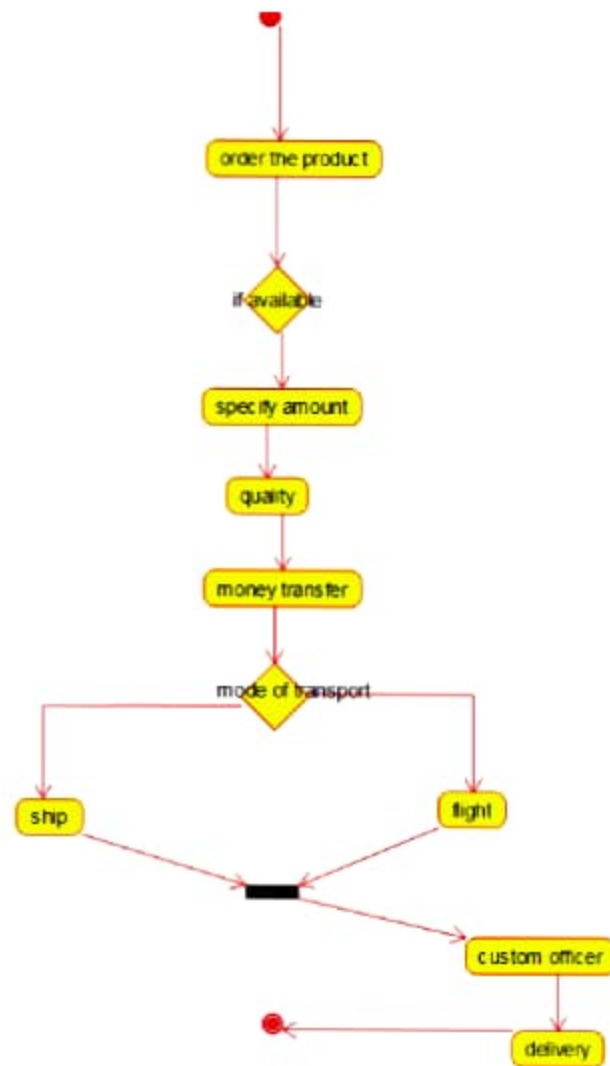 order the product
if available
specify amount
quality
money transfer
mode of transport
ship
flight
custom officer
delivery